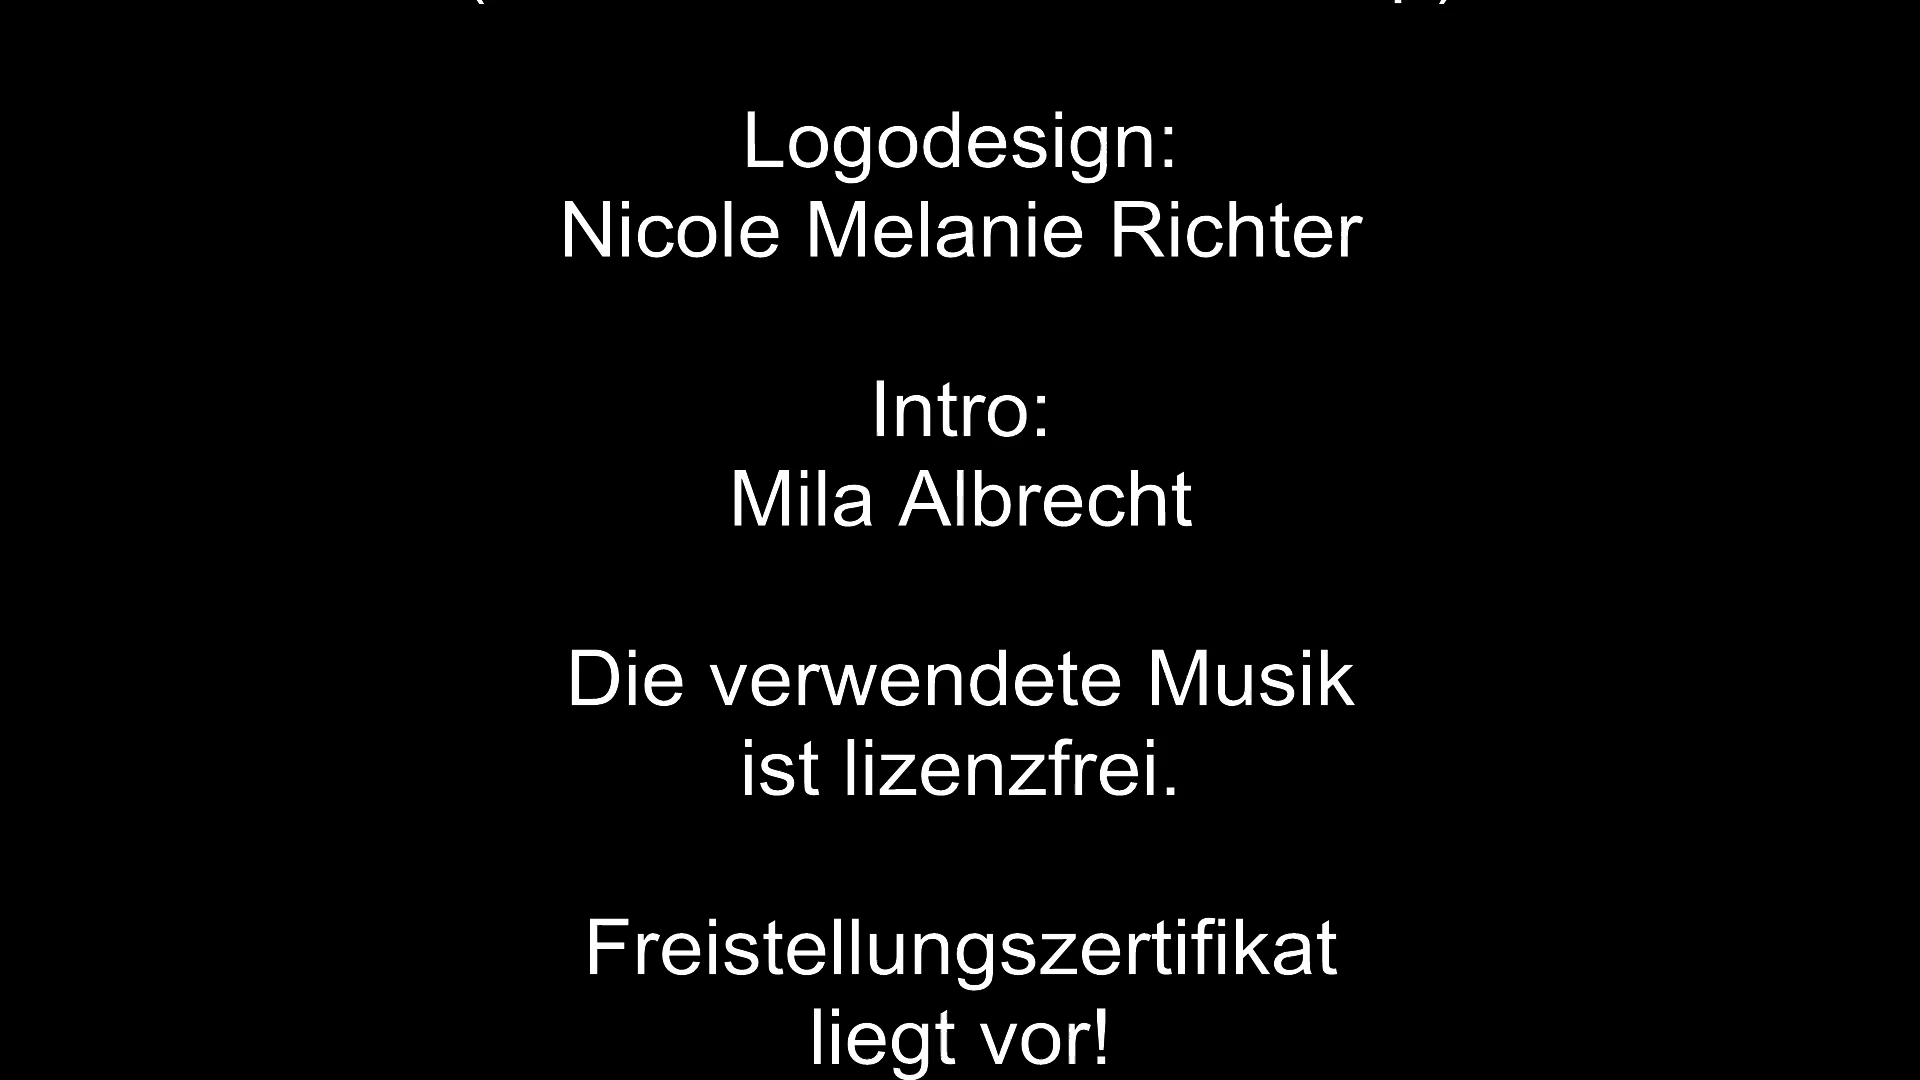 Logodesign:
Nicole Melanie Richter
Intro:
Mila Albrecht
Die verwendete Musik
ist lizenzfrei.
Freistellungszertifikat
liegt vor!